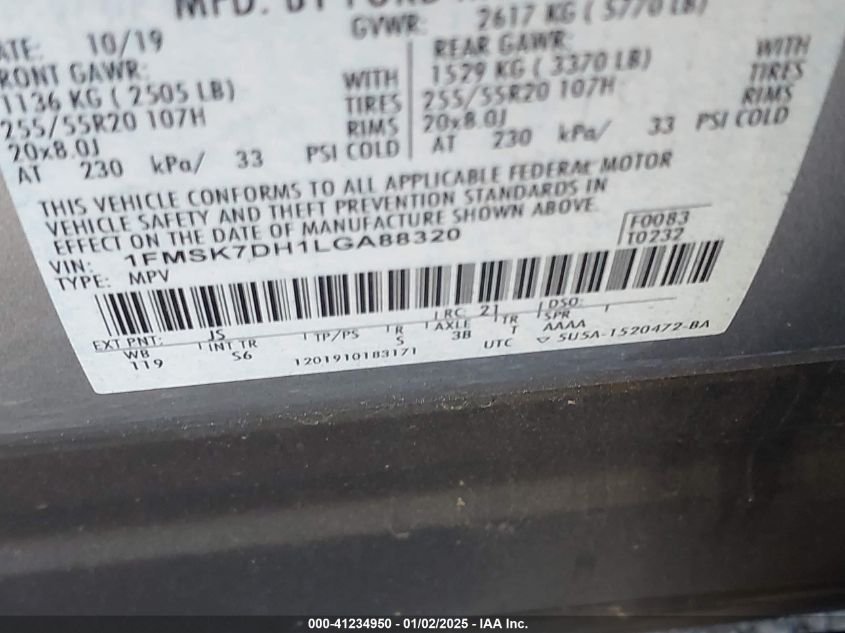 MFD. BY FORD
GVWR: 2617 KG ( 5770 LB)
DATE: 10/19
FRONT GAWR: REAR GAWR: WITH
1136 KG ( 2505 LB) WITH 1529 KG ( 3370 LB) TIRES
255/55R20 107H TIRES 255/55R20 107H RIMS
20x8.0J RIMS 20x8.0J
AT 230 kPa/ 33 PSI COLD AT 230 kPa/ 33 PSI COLD
THIS VEHICLE CONFORMS TO ALL APPLICABLE FEDERAL MOTOR
VEHICLE SAFETY AND THEFT PREVENTION STANDARDS IN
EFFECT ON THE DATE OF MANUFACTURE SHOWN ABOVE.
VIN: 1FMSK7DH1LGA88320 F0083
TYPE: MPV T0232
EXT PNT: JS RC: 21 DSO:
WB INT TR TP/PS R AXLE TR SPR
119 S6 S 3B T AAAA
1201910183171 UTC 5U5A-1520472-BA
000-41234950 - 01/02/2025 - IAA Inc.